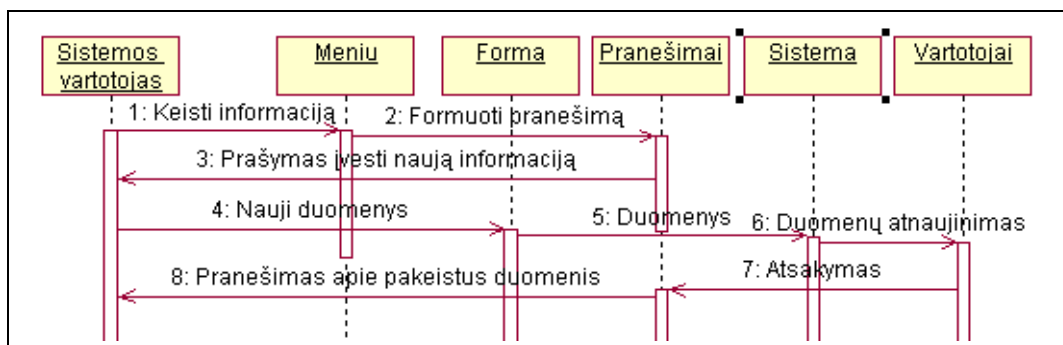 Sistemos
vartotojas
Meniu
Forma
Pranešimai
Sistema
Vartotojai
1: Keisti informaciją
2: Formuoti pranešimą
3: Prašymas įvesti naują informaciją
4: Nauji duomenys
5: Duomenys
6: Duomenų atnaujinimas
7: Atsakymas
8: Pranešimas apie pakeistus duomenis